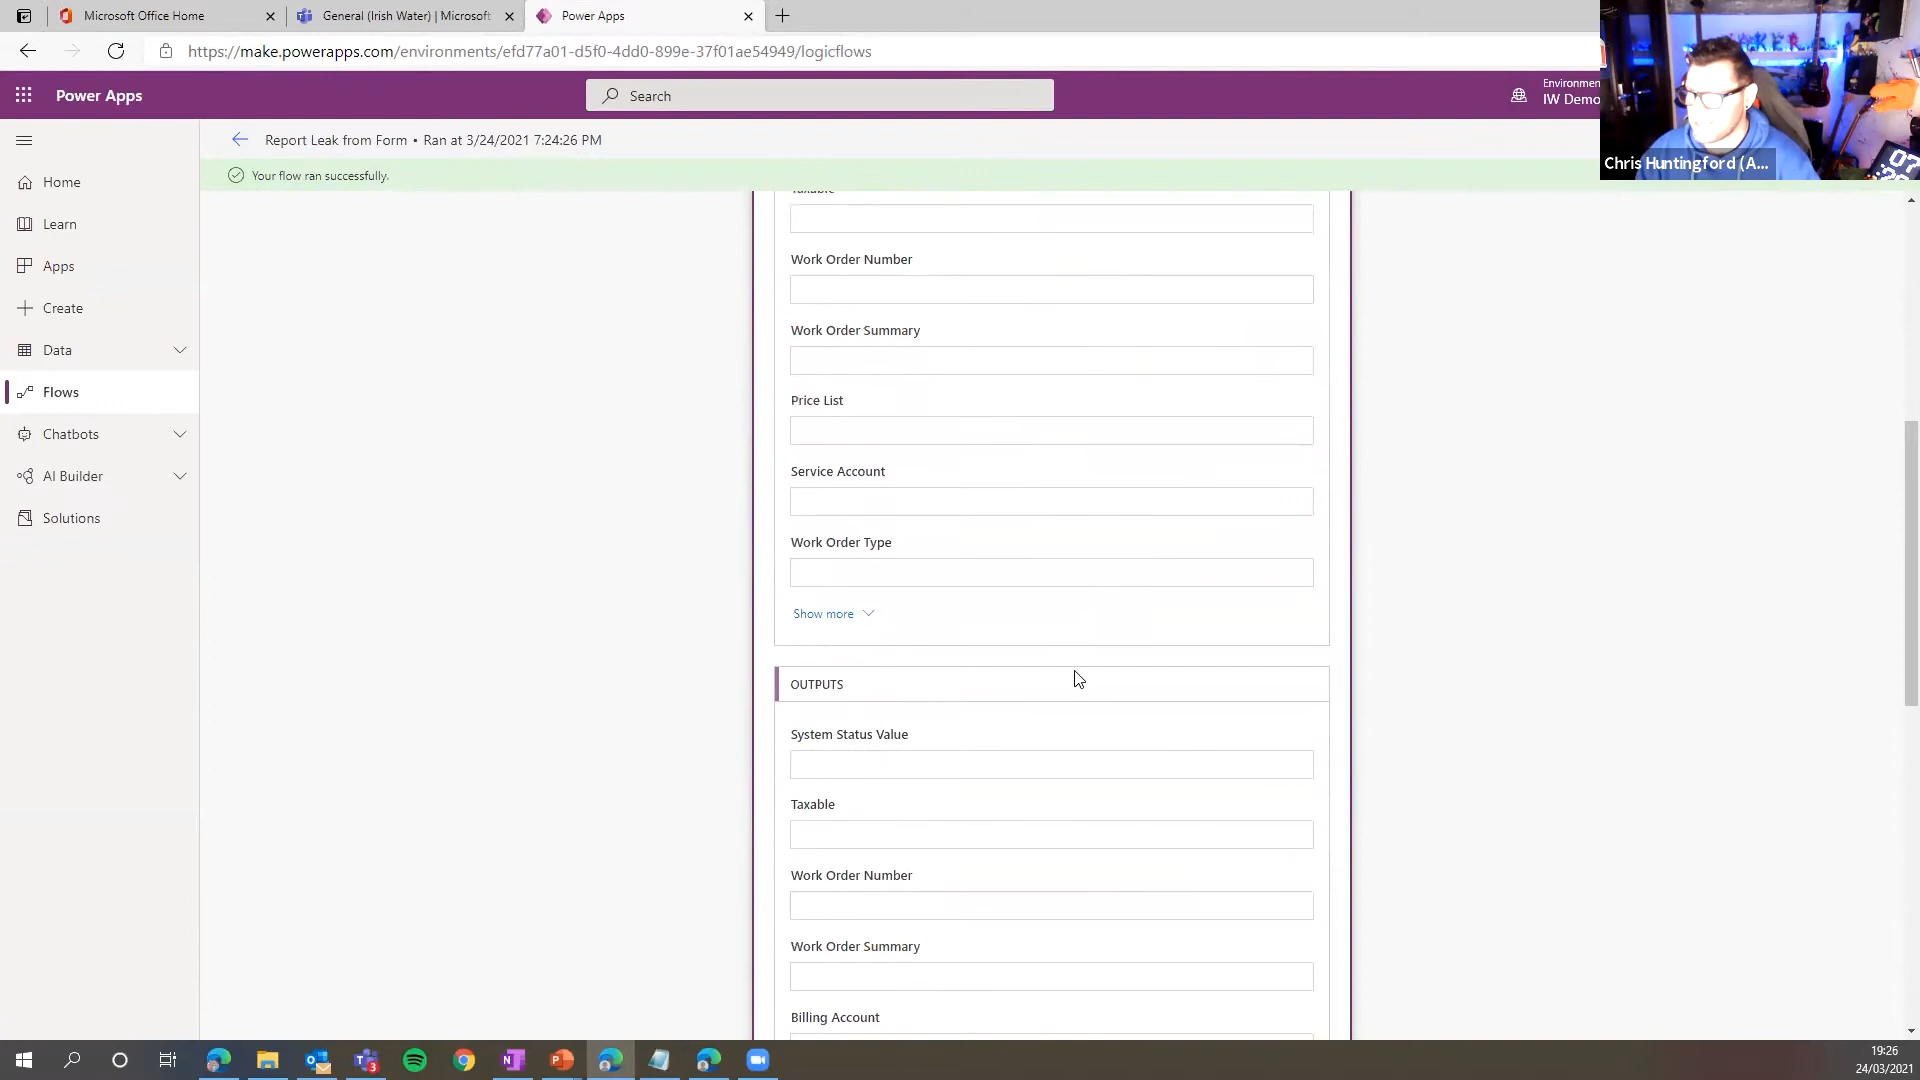 Microsoft Office Home
General (Irish Water) | Microsoft
Power Apps
https://make.powerapps.com/environments/efd77a01-d5f0-4dd0-899e-37f01ae54949/logicflows
Power Apps
Search
Environmen
IW Demo
Chris Huntingford (A...
Report Leak from Form • Ran at 3/24/2021 7:24:26 PM
Your flow ran successfully.
Home
Learn
Apps
Create
Data
Flows
Chatbots
AI Builder
Solutions
Taxable
Work Order Number
Work Order Summary
Price List
Service Account
Work Order Type
Show more
OUTPUTS
System Status Value
Taxable
Work Order Number
Work Order Summary
Billing Account
3
19:26
24/03/2021